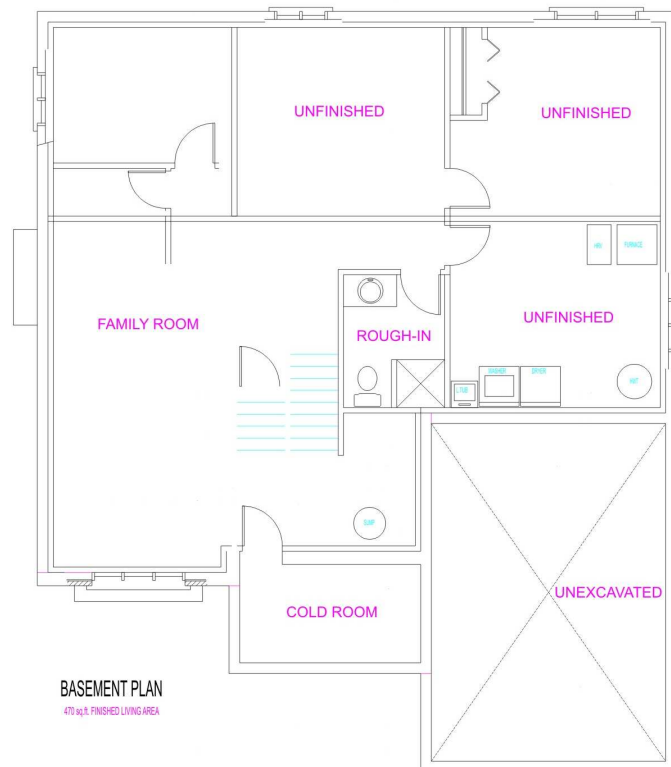 UNFINISHED
UNFINISHED
HRV
FURNACE
FAMILY ROOM
UNFINISHED
ROUGH-IN
WASHER
DRYER
L.TUB
HWT
SUMP
UNEXCAVATED
COLD ROOM
BASEMENT PLAN
470 sq.ft. FINISHED LIVING AREA